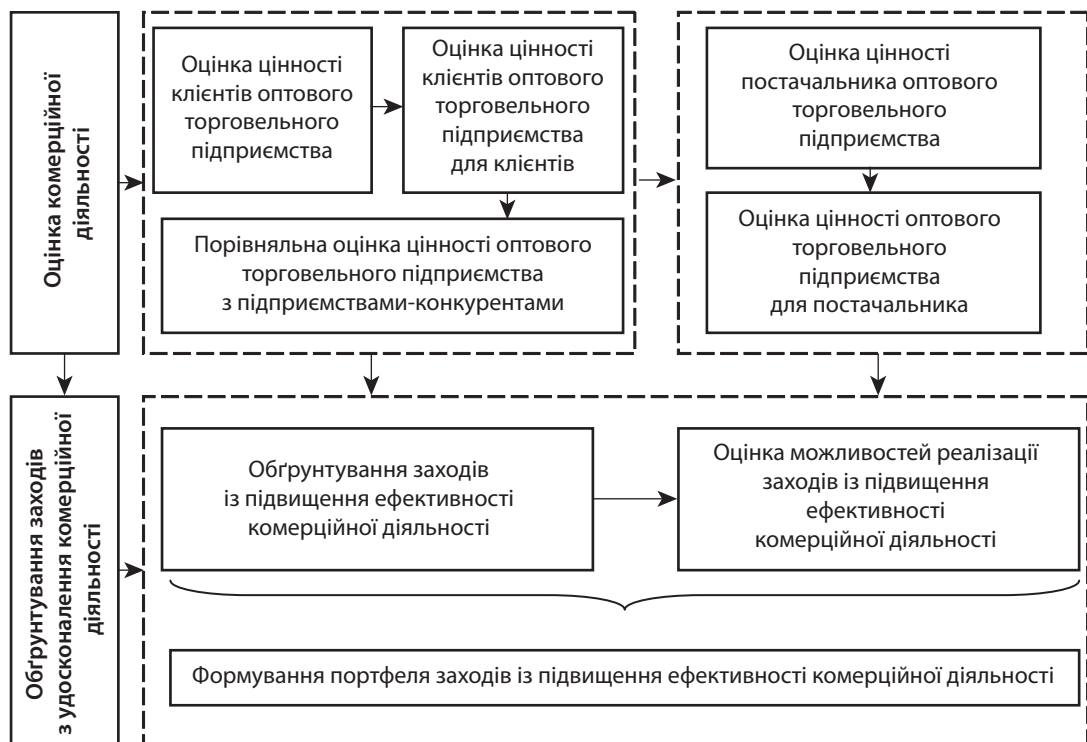 Оцінка комерційної
діяльності
Оцінка цінності
клієнтів оптового
торговельного
підприємства
Оцінка цінності
клієнтів оптового
торговельного
підприємства
для клієнтів
Порівняльна оцінка цінності оптового
торговельного підприємства
з підприємствами-конкурентами
Оцінка цінності
постачальника оптового
торговельного
підприємства
Оцінка цінності оптового
торговельного
підприємства
для постачальника
Обґрунтування заходів
з удосконалення комерційної
діяльності
Обґрунтування заходів
із підвищення ефективності
комерційної діяльності
Оцінка можливостей реалізації
заходів із підвищення
ефективності
комерційної діяльності
Формування портфеля заходів із підвищення ефективності комерційної діяльності